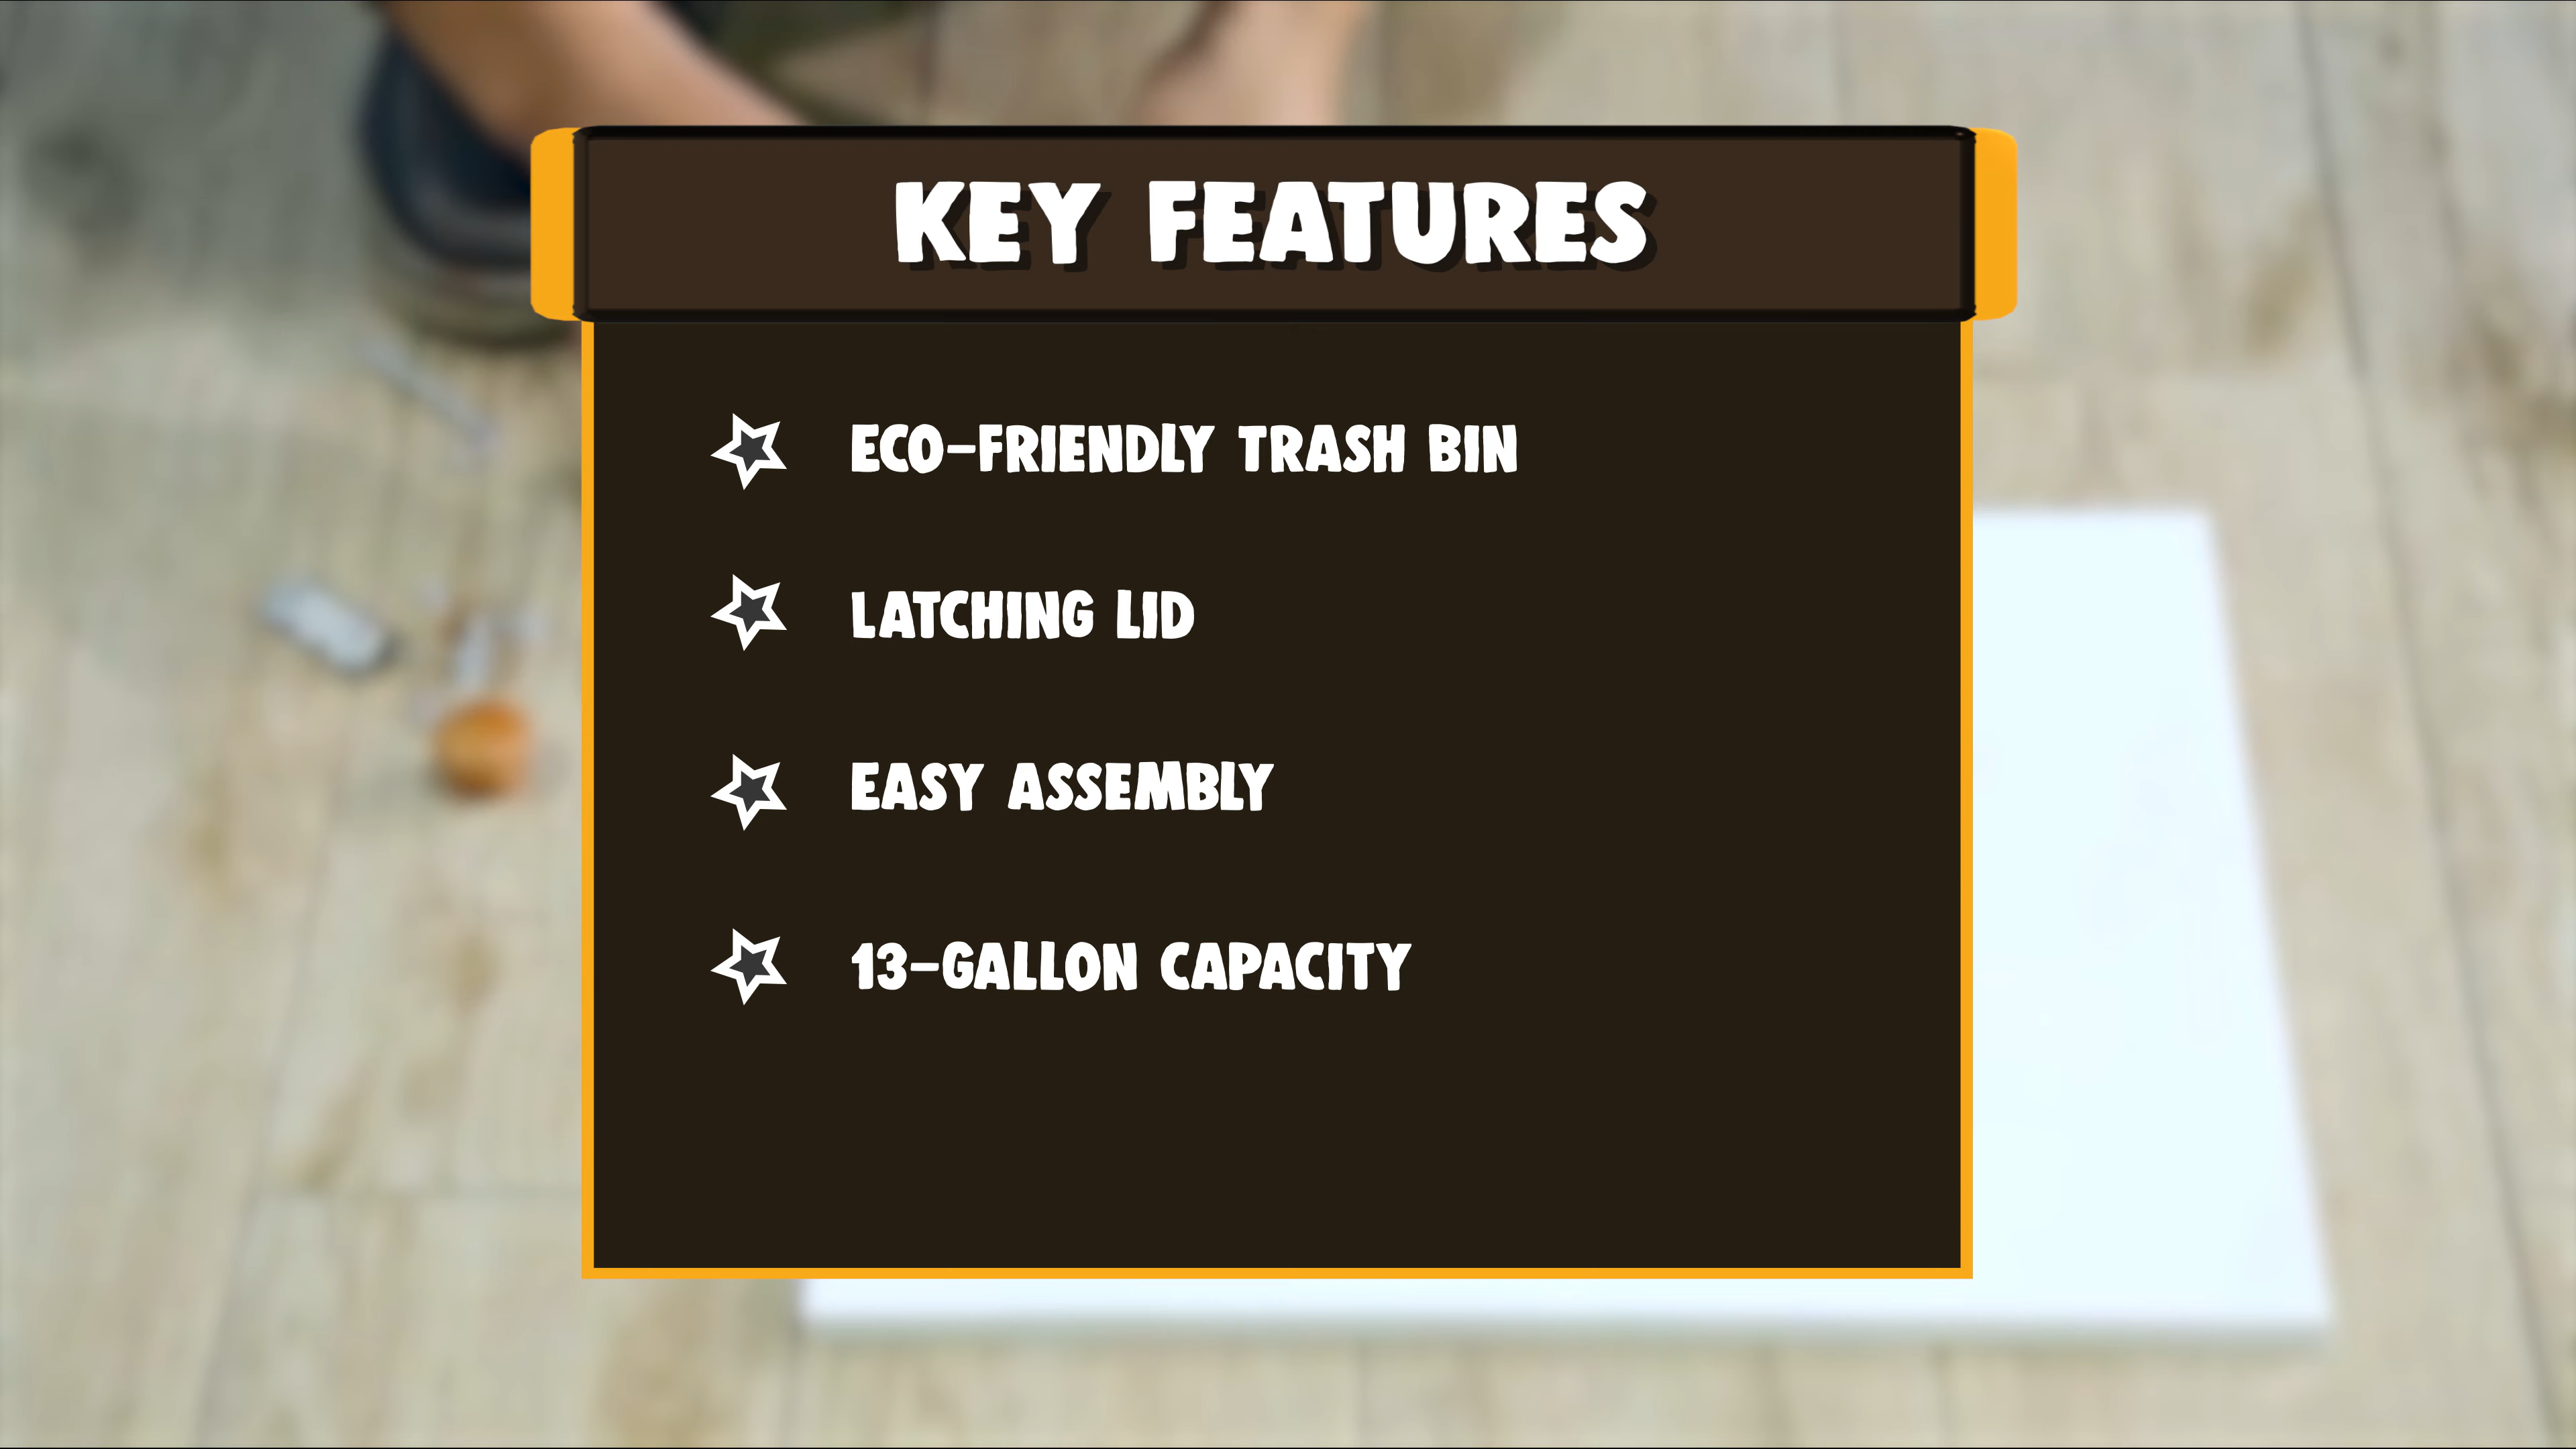 KEY FEATURES
ECO-FRIENDLY TRASH BIN
LATCHING LID
EASY ASSEMBLY
13-GALLON CAPACITY